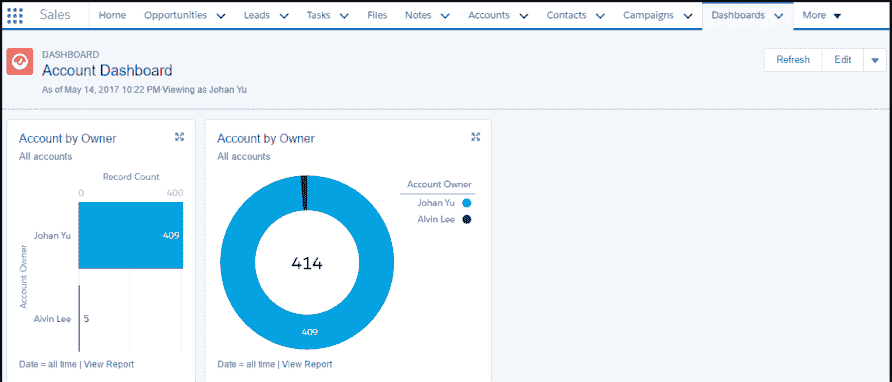 Sales Home Opportunities Leads Tasks Files Notes Accounts Contacts Campaigns Dashboards More
DASHBOARD
Account Dashboard
As of May 14, 2017 10:22 PM·Viewing as Johan Yu
Refresh Edit
Account by Owner
All accounts
Record Count
0 400
Account Owner
Johan Yu 409
Alvin Lee 5
Date = all time | View Report
Account by Owner
All accounts
Account Owner
Johan Yu
Alvin Lee
414
409
Date = all time | View Report